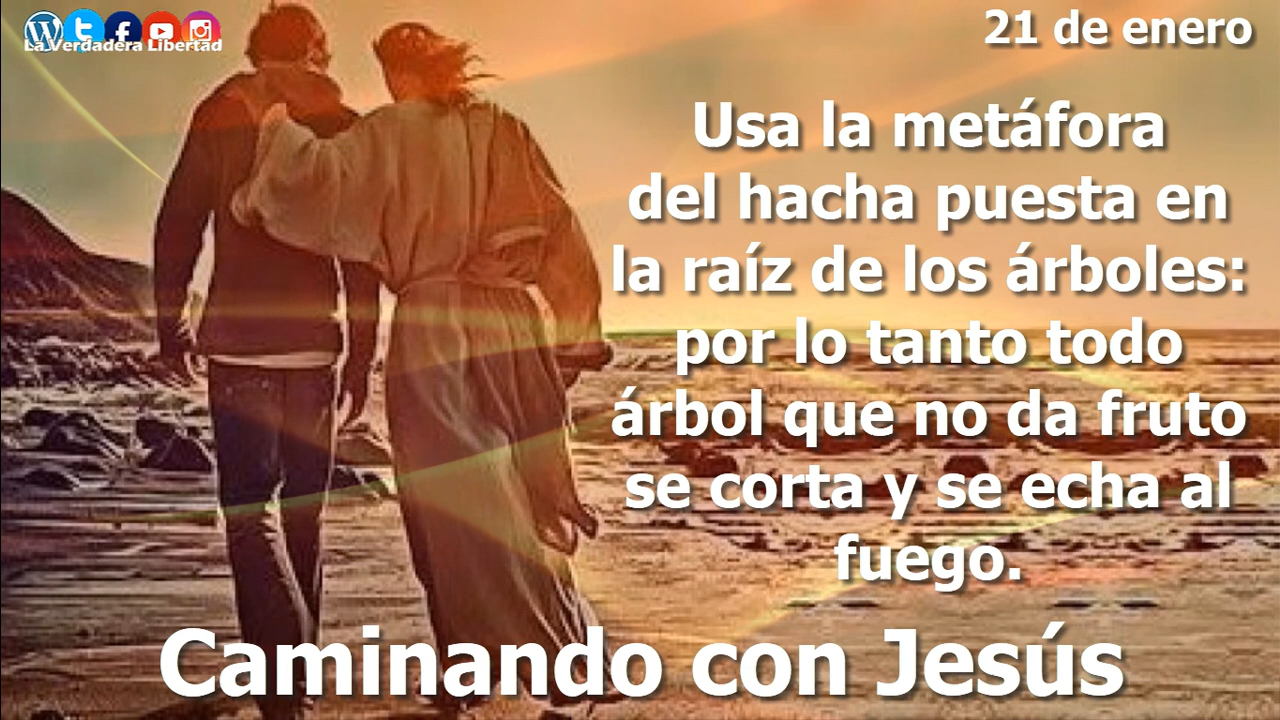 La Verdadera Libertad
21 de enero
Usa la metáfora
del hacha puesta en
la raíz de los árboles:
por lo tanto todo
árbol que no da fruto
se corta y se echa al
fuego.
Caminando con Jesús